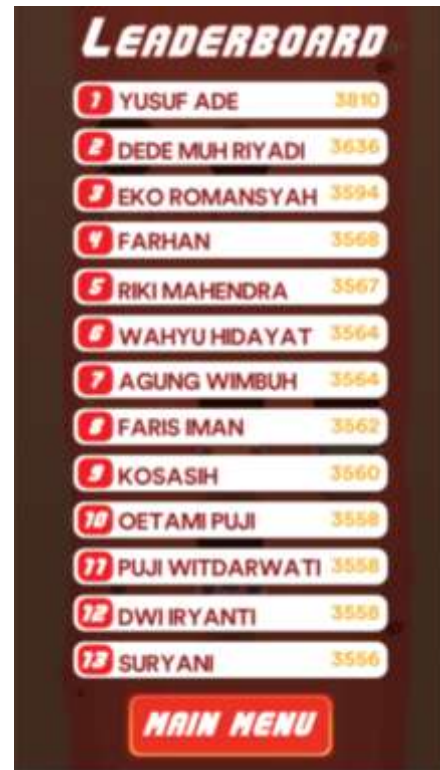 LEADERBOARD
1 YUSUF ADE 3810
2 DEDE MUH RIYADI 3636
3 EKO ROMANSYAH 3594
4 FARHAN 3568
5 RIKI MAHENDRA 3567
6 WAHYU HIDAYAT 3564
7 AGUNG WIMBUH 3564
8 FARIS IMAN 3562
9 KOSASIH 3560
10 OETAMI PUJI 3558
11 PUJI WITDARWATI 3558
12 DWI IRYANTI 3558
13 SURYANI 3556
MAIN MENU